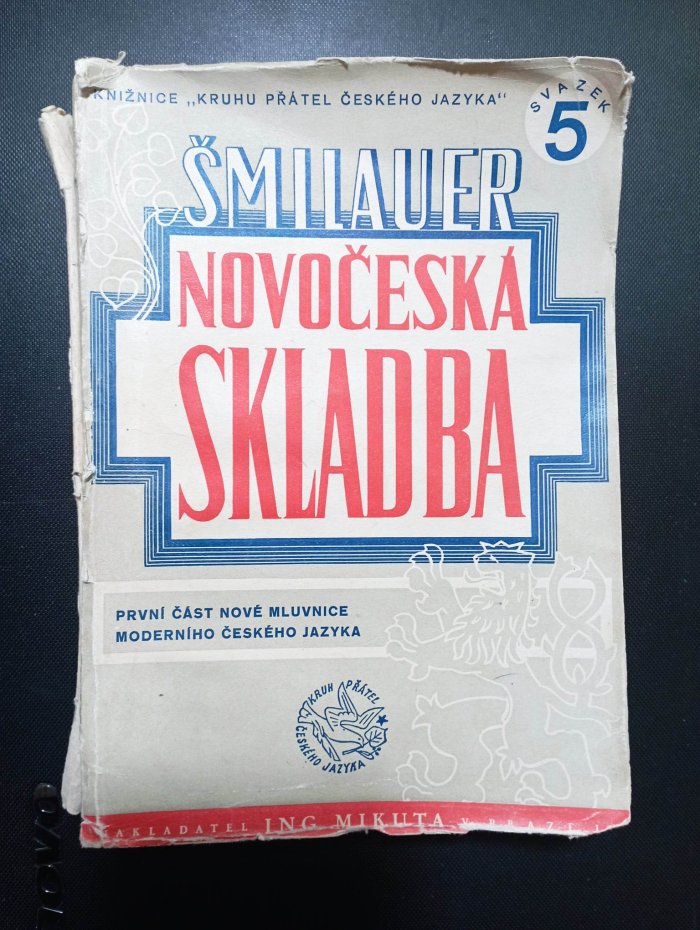 KNIŽNICE „KRUHU PŘÁTEL ČESKÉHO JAZYKA"
SVAZEK
5
ŠMILAUER
NOVOČESKÁ
SKLADBA
PRVNÍ ČÁST NOVÉ MLUVNICE
MODERNÍHO ČESKÉHO JAZYKA
KRUH PŘÁTEL
ČESKÉHO JAZYKA
NAKLADATEL ING. MIKUTA V PRAZE